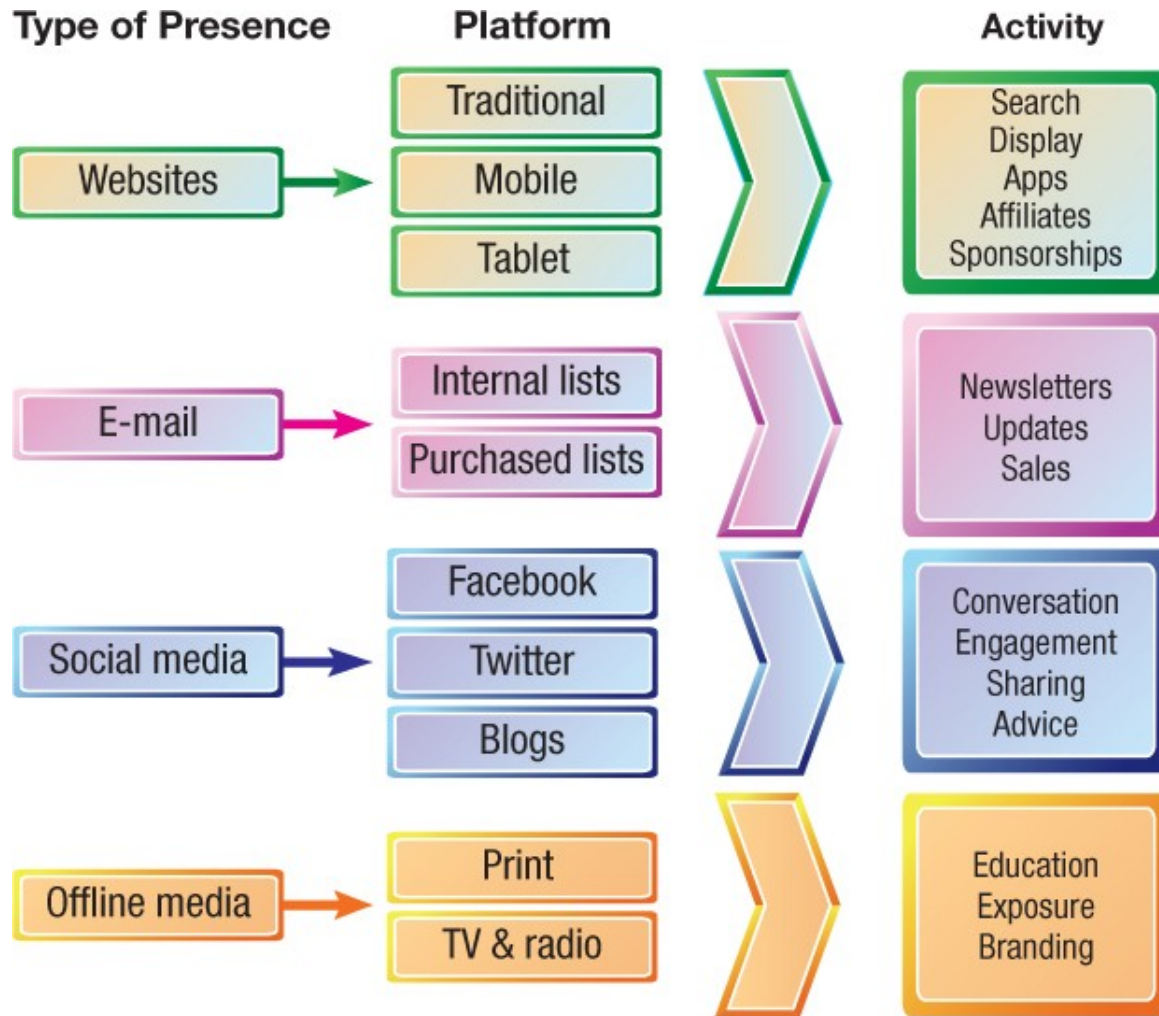 Type of Presence
Platform
Activity
Websites
Traditional
Mobile
Tablet
Search
Display
Apps
Affiliates
Sponsorships
E-mail
Internal lists
Purchased lists
Newsletters
Updates
Sales
Social media
Facebook
Twitter
Blogs
Conversation
Engagement
Sharing
Advice
Offline media
Print
TV & radio
Education
Exposure
Branding